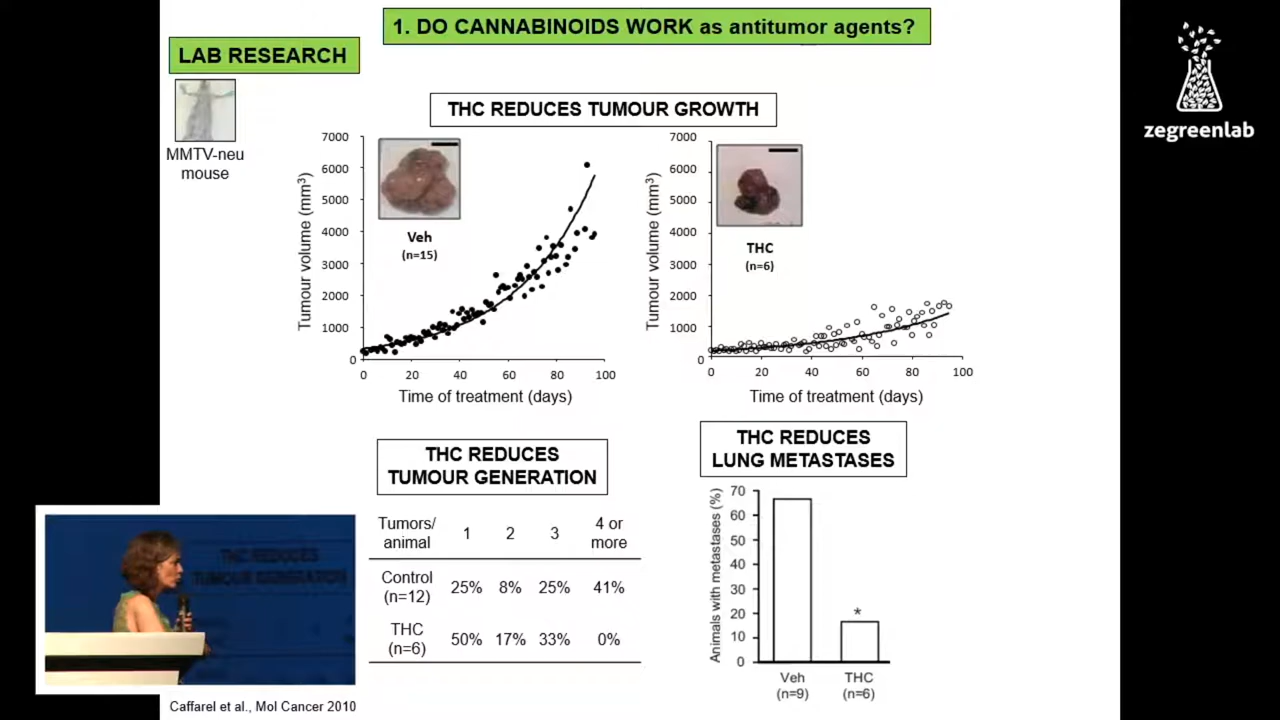 1. DO CANNABINOIDS WORK as antitumor agents?
LAB RESEARCH
zegreenlab
MMTV-neu
mouse
THC REDUCES TUMOUR GROWTH
Tumour volume (mm³)
7000
6000
5000
4000
3000
2000
1000
0
Veh
(n=15)
0 20 40 60 80 100
Time of treatment (days)
Tumour volume (mm³)
7000
6000
5000
4000
3000
2000
1000
0
THC
(n=6)
0 20 40 60 80 100
Time of treatment (days)
THC REDUCES
TUMOUR GENERATION
Tumors/
animal
1 2 3 4 or
more
Control
(n=12)
25% 8% 25% 41%
THC
(n=6)
50% 17% 33% 0%
THC REDUCES
LUNG METASTASES
Animals with metastases (%)
70
60
50
40
30
20
10
0
*
Veh
(n=9)
THC
(n=6)
THC REDUCES
TUMOUR GENERATION
Caffarel et al., Mol Cancer 2010